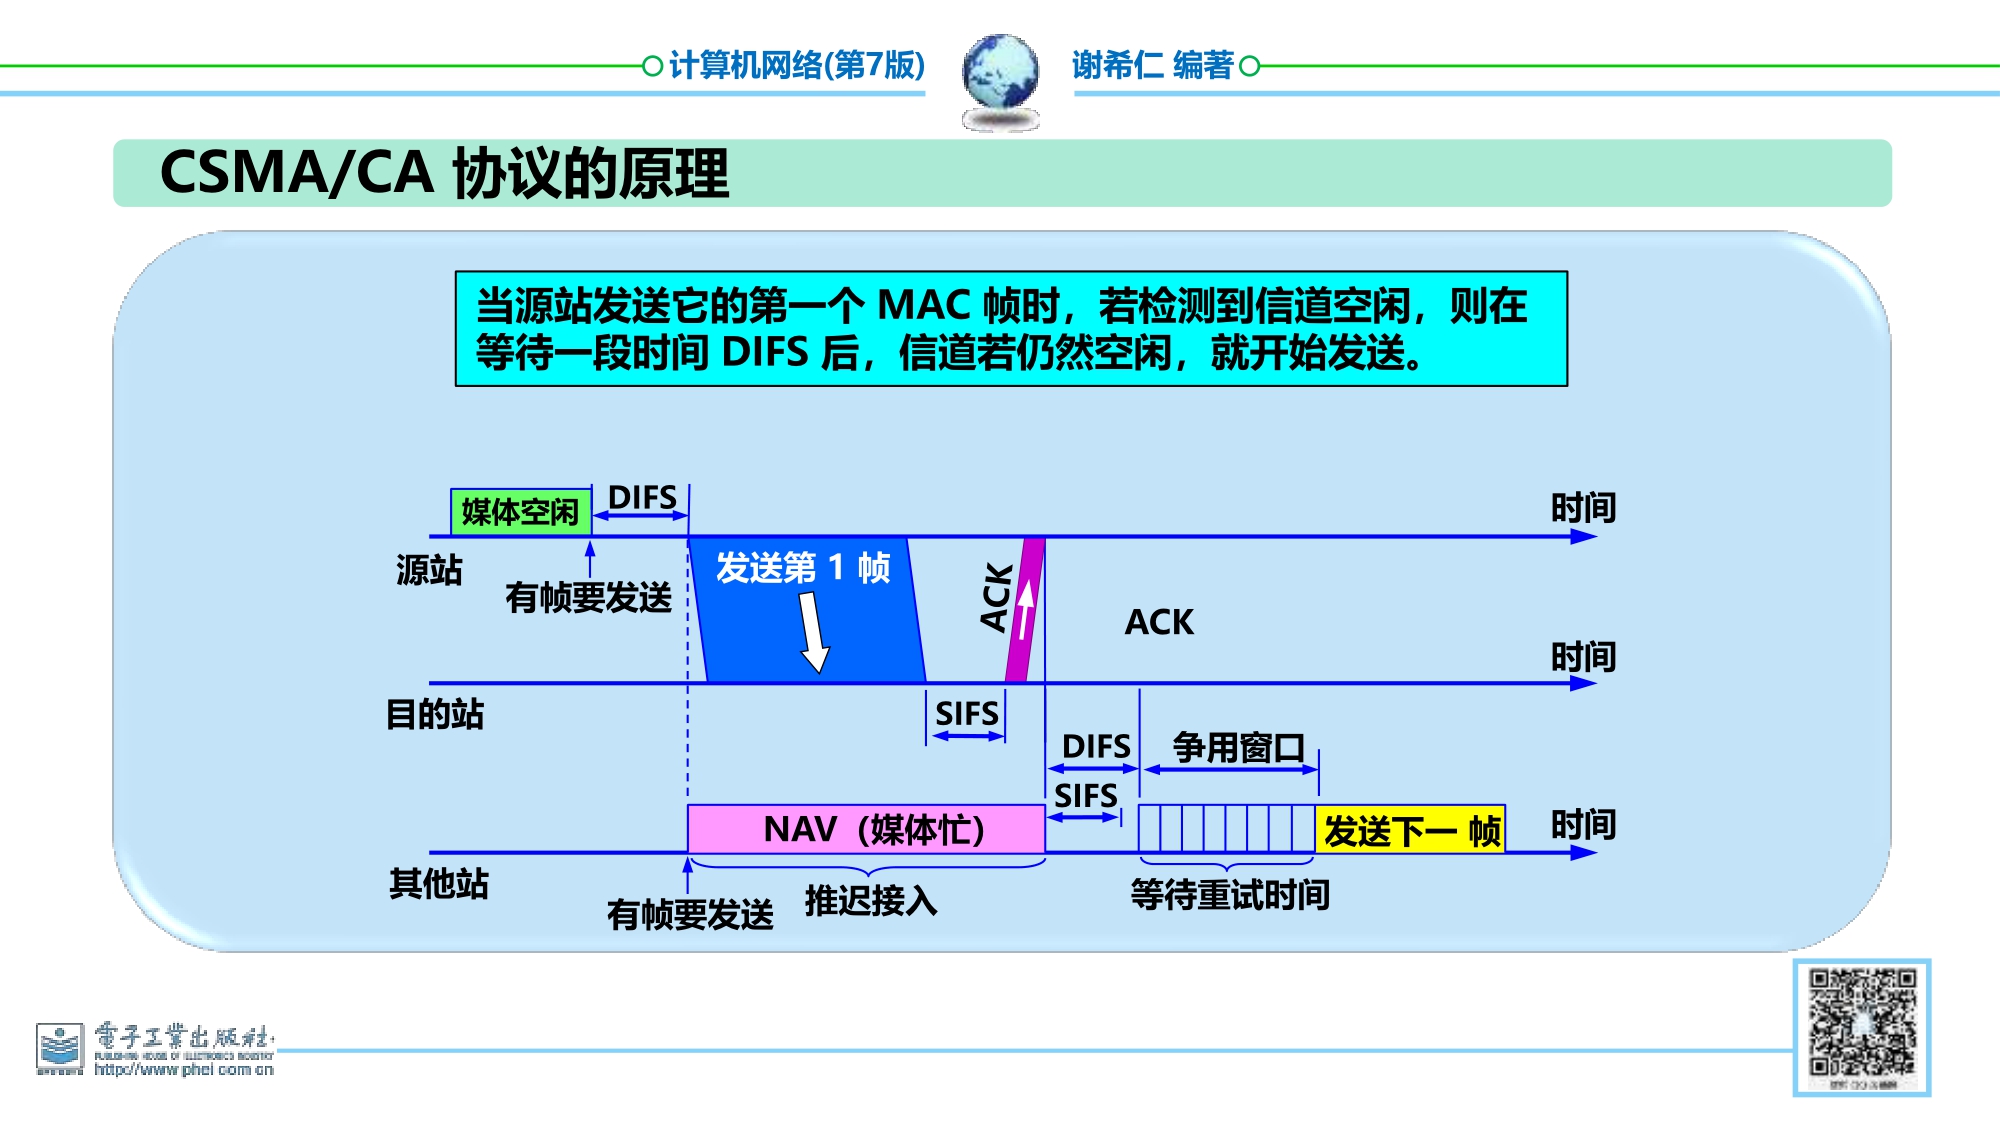 计算机网络(第7版)
谢希仁 编著
CSMA/CA 协议的原理
当源站发送它的第一个 MAC 帧时，若检测到信道空闲，则在
等待一段时间 DIFS 后，信道若仍然空闲，就开始发送。
媒体空闲
DIFS
时间
源站
有帧要发送
发送第 1 帧
ACK
ACK
时间
目的站
SIFS
DIFS
争用窗口
SIFS
NAV（媒体忙）
发送下一 帧
时间
其他站
有帧要发送
推迟接入
等待重试时间
電子工業出版社
PUBLISHING HOUSE OF ELECTRONICS INDUSTRY
http://www.phei.com.cn